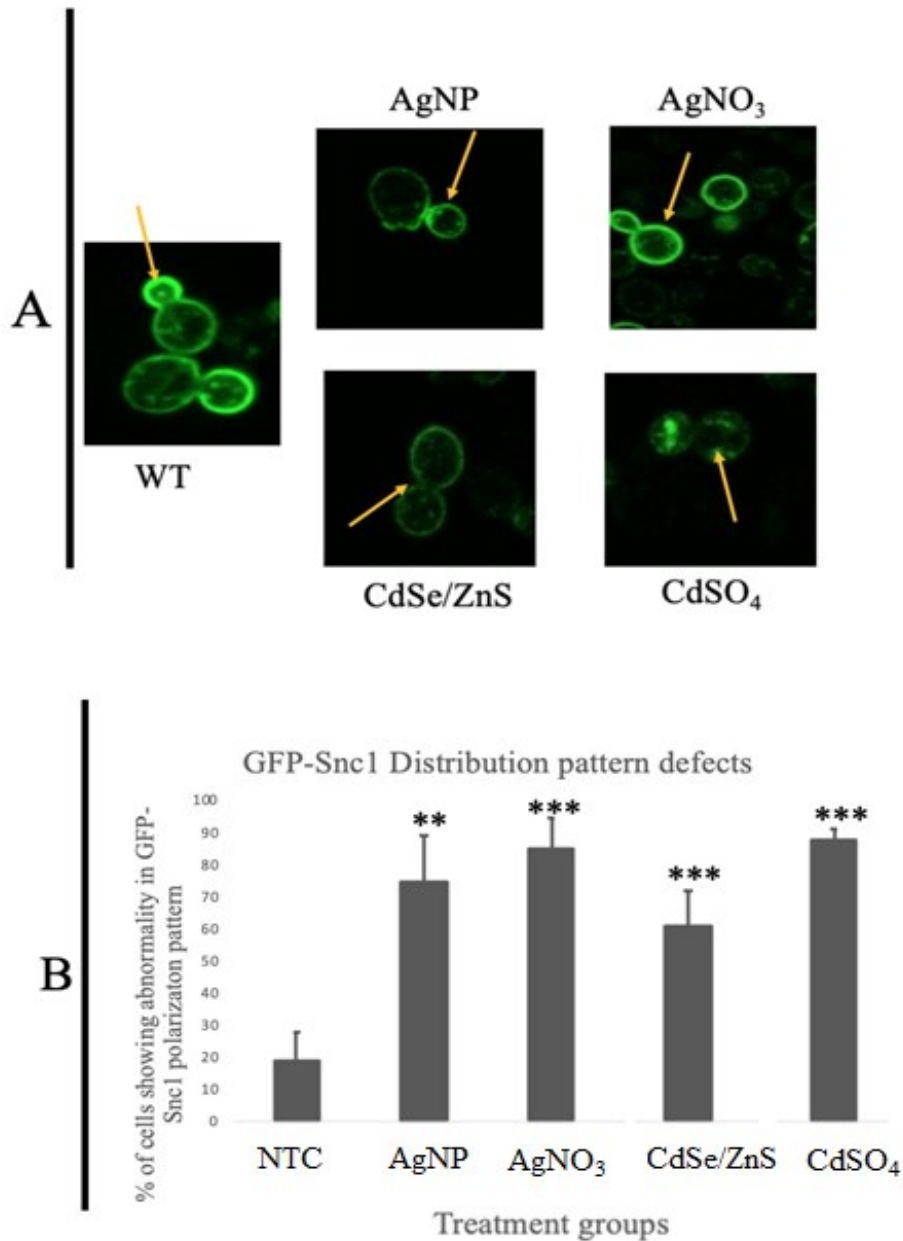 A
AgNP
AgNO₃
WT
CdSe/ZnS
CdSO₄
B
GFP-Snc1 Distribution pattern defects
% of cells showing abnormality in GFP-
Snc1 polarizaton pattern
100
90
80
70
60
50
40
30
20
10
0
**
***
***
***
NTC
AgNP
AgNO₃
CdSe/ZnS
CdSO₄
Treatment groups